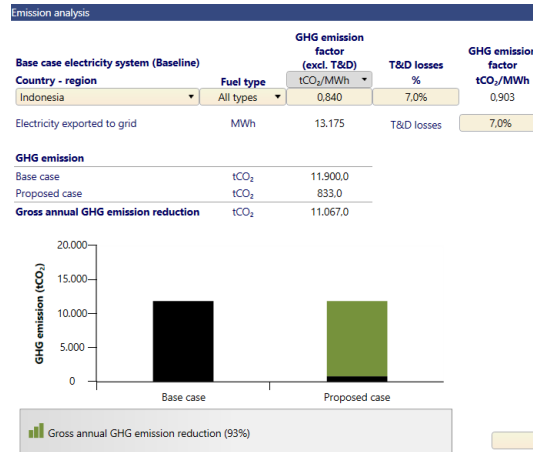 Emission analysis
GHG emission
factor
(excl. T&D)
T&D losses
GHG emission
factor
Base case electricity system (Baseline)
Country - region
Fuel type
tCO₂/MWh
%
tCO₂/MWh
Indonesia
All types
0,840
7,0%
0,903
Electricity exported to grid
MWh
13.175
T&D losses
7,0%
GHG emission
Base case
tCO₂
11.900,0
Proposed case
tCO₂
833,0
Gross annual GHG emission reduction
tCO₂
11.067,0
GHG emission (tCO₂)
20.000
15.000
10.000
5.000
0
Base case
Proposed case
Gross annual GHG emission reduction (93%)